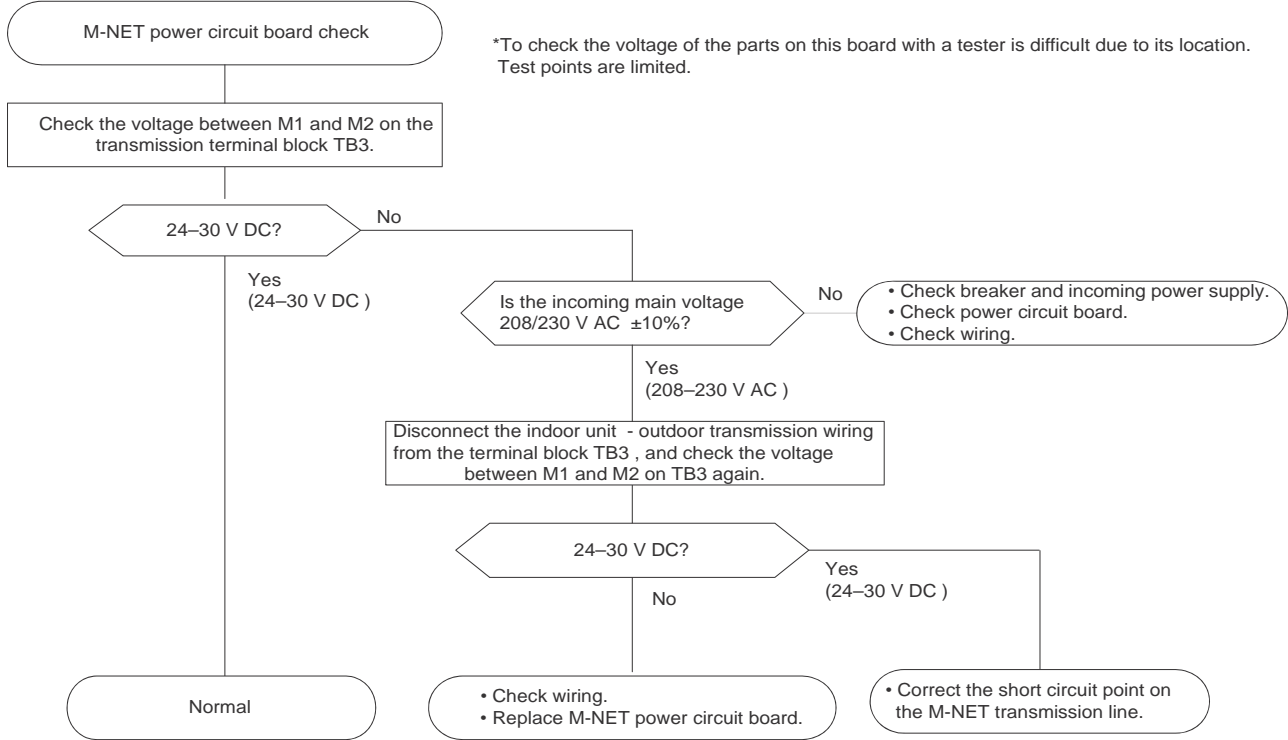 M-NET power circuit board check
*To check the voltage of the parts on this board with a tester is difficult due to its location.
Test points are limited.
Check the voltage between M1 and M2 on the
transmission terminal block TB3.
24–30 V DC?
No
Yes
(24–30 V DC )
Is the incoming main voltage
208/230 V AC ±10%?
No
• Check breaker and incoming power supply.
• Check power circuit board.
• Check wiring.
Yes
(208–230 V AC )
Disconnect the indoor unit - outdoor transmission wiring
from the terminal block TB3 , and check the voltage
between M1 and M2 on TB3 again.
24–30 V DC?
Yes
(24–30 V DC )
No
Normal
• Check wiring.
• Replace M-NET power circuit board.
• Correct the short circuit point on
the M-NET transmission line.